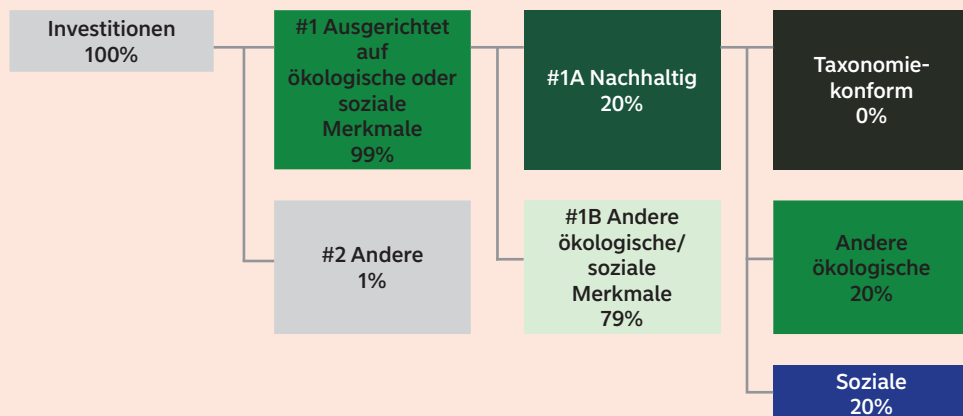 Investitionen
100%
#1 Ausgerichtet
auf
ökologische oder
soziale
Merkmale
99%
#1A Nachhaltig
20%
Taxonomie-
konform
0%
#2 Andere
1%
#1B Andere
ökologische/
soziale
Merkmale
79%
Andere
ökologische
20%
Soziale
20%